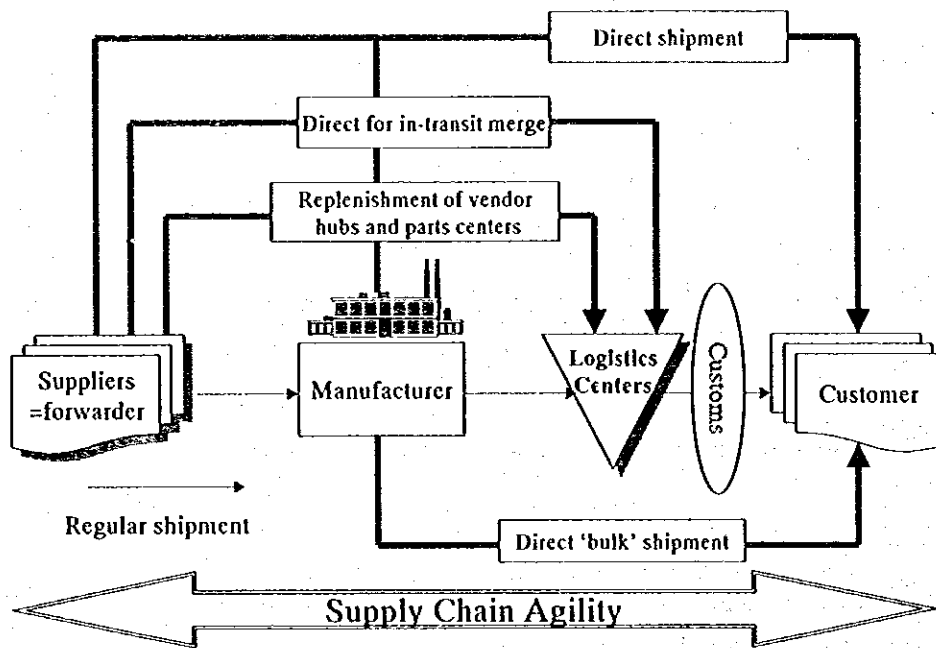 Direct shipment
Direct for in-transit merge
Replenishment of vendor
hubs and parts centers
Suppliers
=forwarder
Manufacturer
Logistics
Centers
Customs
Customer
Regular shipment
Direct 'bulk' shipment
Supply Chain Agility